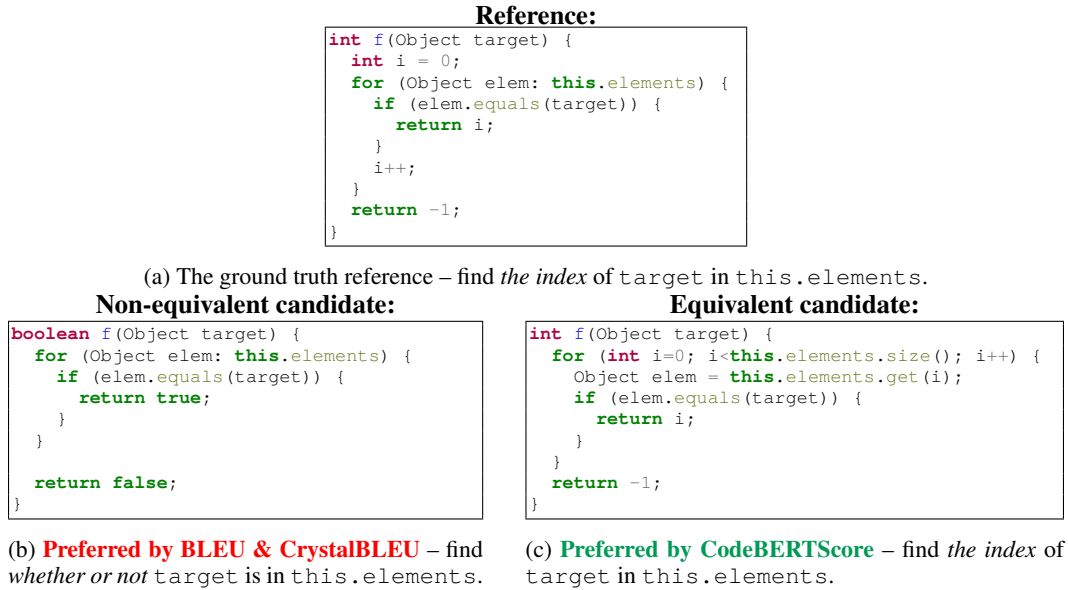 Reference:
int f(Object target) {
  int i = 0;
  for (Object elem: this.elements) {
    if (elem.equals(target)) {
      return i;
    }
    i++;
  }
  return -1;
}
(a) The ground truth reference – find the index of target in this.elements.
Non-equivalent candidate:
boolean f(Object target) {
  for (Object elem: this.elements) {
    if (elem.equals(target)) {
      return true;
    }
  }
  return false;
}
(b) Preferred by BLEU & CrystalBLEU – find
whether or not target is in this.elements.
Equivalent candidate:
int f(Object target) {
  for (int i=0; i<this.elements.size(); i++) {
    Object elem = this.elements.get(i);
    if (elem.equals(target)) {
      return i;
    }
  }
  return -1;
}
(c) Preferred by CodeBERTScore – find the index of
target in this.elements.